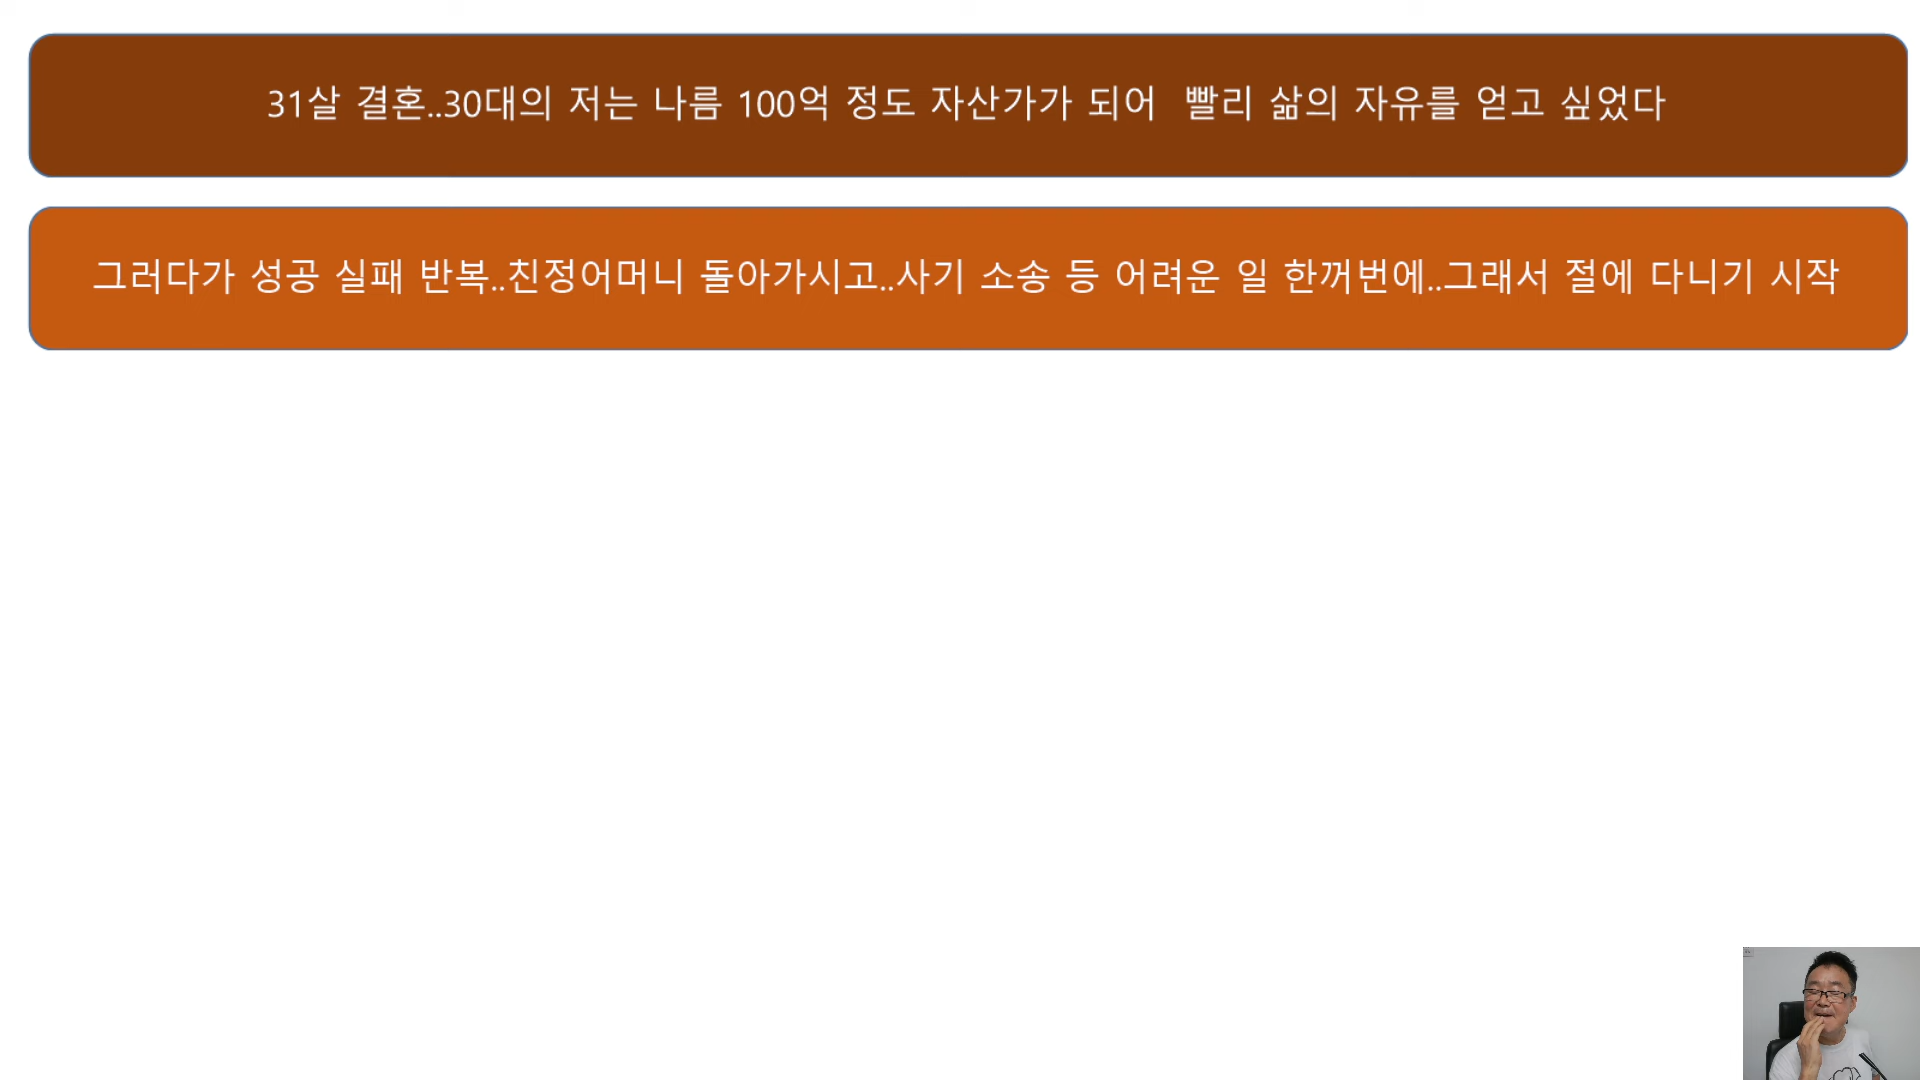 31살 결혼..30대의 저는 나름 100억 정도 자산가가 되어  빨리 삶의 자유를 얻고 싶었다
그러다가 성공 실패 반복..친정어머니 돌아가시고..사기 소송 등 어려운 일 한꺼번에..그래서 절에 다니기 시작